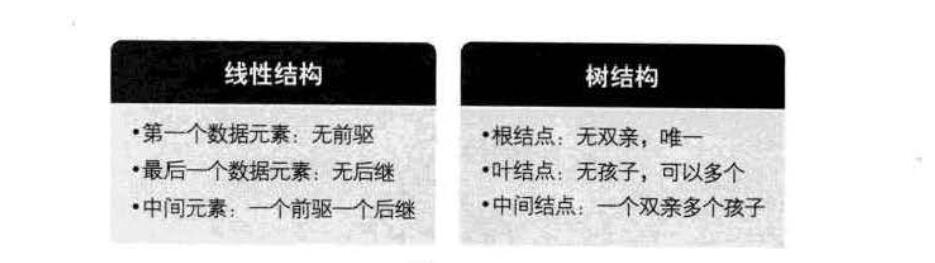 线性结构
•第一个数据元素：无前驱
•最后一个数据元素：无后继
•中间元素：一个前驱一个后继
树结构
•根结点：无双亲，唯一
•叶结点：无孩子，可以多个
•中间结点：一个双亲多个孩子